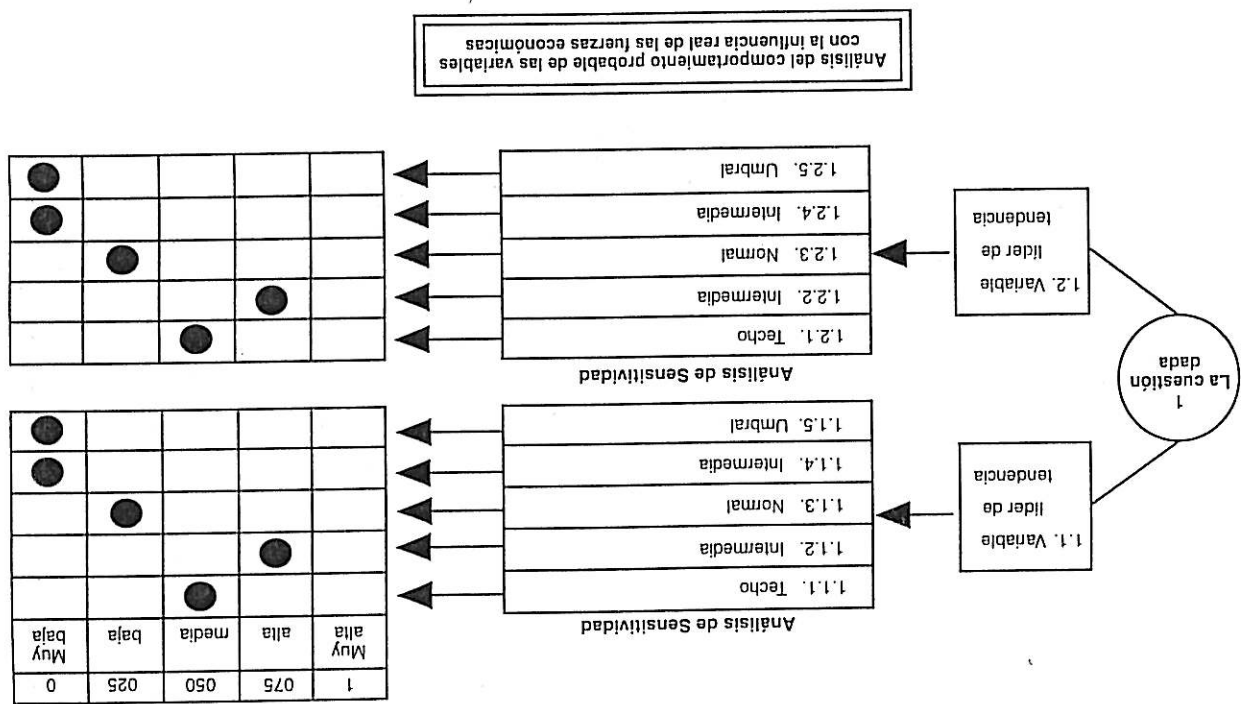 1
075
050
025
0
Muy
alta
alta
media
baja
Muy
baja
Análisis de Sensitividad
1
La cuestión
dada
1.1. Variable
líder de
tendencia
1.1.1. Techo
1.1.2. Intermedia
1.1.3. Normal
1.1.4. Intermedia
1.1.5. Umbral
Análisis de Sensitividad
1.2. Variable
líder de
tendencia
1.2.1. Techo
1.2.2. Intermedia
1.2.3. Normal
1.2.4. Intermedia
1.2.5. Umbral
Análisis del comportamiento probable de las variables
con la influencia real de las fuerzas económicas